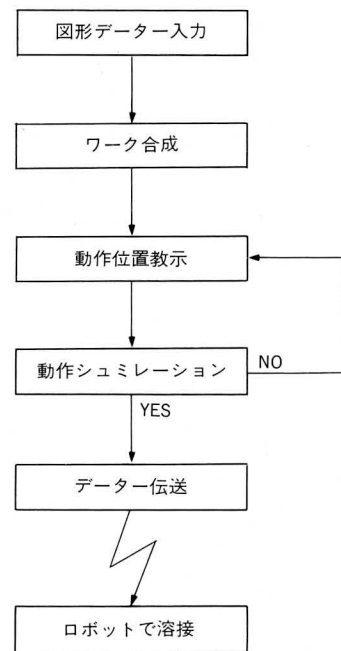 図形データー入力
ワーク合成
動作位置教示
動作シュミレーション
NO
YES
データー伝送
ロボットで溶接